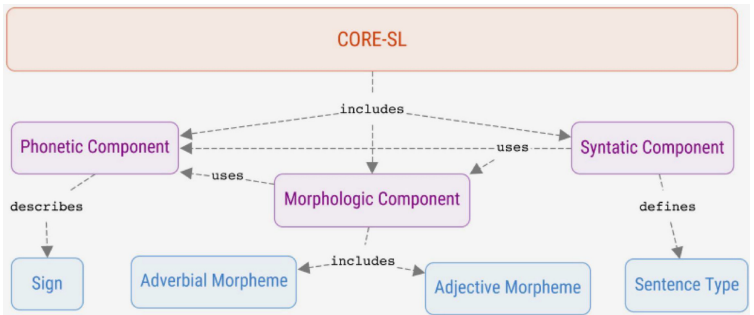 CORE-SL
includes
Phonetic Component
uses
Syntatic Component
uses
Morphologic Component
describes
defines
includes
Sign
Adverbial Morpheme
Adjective Morpheme
Sentence Type